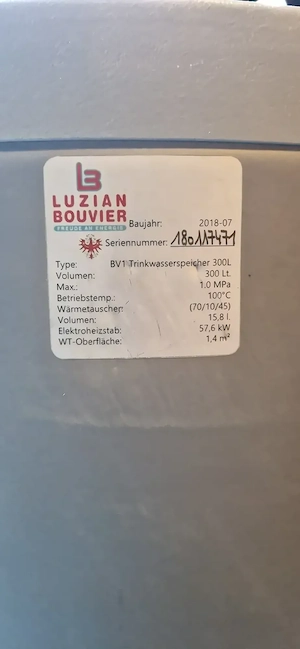 LB
LUZIAN
BOUVIER
FREUDE AN ENERGIE
Baujahr: 2018-07
Seriennummer: 180117471
Type: BV1 Trinkwasserspeicher 300L
Volumen: 300 Lt.
Max.: 1.0 MPa
Betriebstemp.: 100°C
Wärmetauscher: (70/10/45)
Volumen: 15,8 l.
Elektroheizstab: 57,6 kW
WT-Oberfläche: 1,4 m²